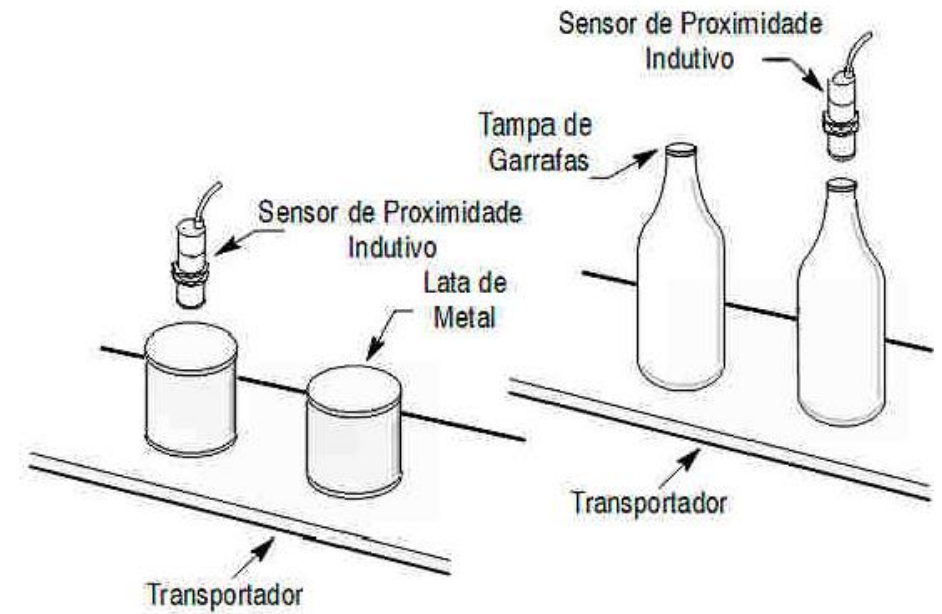 Sensor de Proximidade
Indutivo
Lata de
Metal
Transportador
Sensor de Proximidade
Indutivo
Tampa de
Garrafas
Transportador